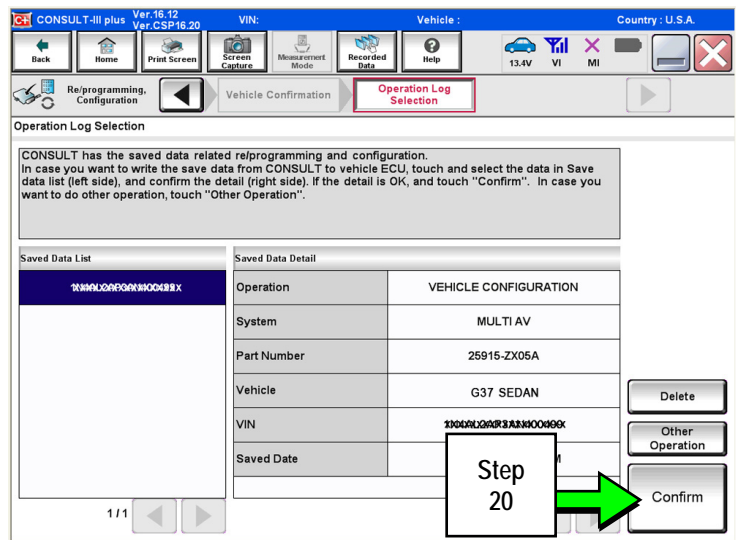 CONSULT-III plus Ver.16.12 Ver.CSP16.20 VIN: Vehicle : Country : U.S.A.
Back Home Print Screen Screen Capture Measurement Mode Recorded Data Help 13.4V VI MI
Re/programming, Configuration Vehicle Confirmation Operation Log Selection
Operation Log Selection
CONSULT has the saved data related re/programming and configuration.
In case you want to write the save data from CONSULT to vehicle ECU, touch and select the data in Save
data list (left side), and confirm the detail (right side). If the detail is OK, and touch "Confirm". In case you
want to do other operation, touch "Other Operation".
Saved Data List Saved Data Detail
Operation VEHICLE CONFIGURATION
System MULTI AV
Part Number 25915-ZX05A
Vehicle G37 SEDAN
Delete
VIN
Other Operation
Saved Date
Step
20
Confirm
1/1